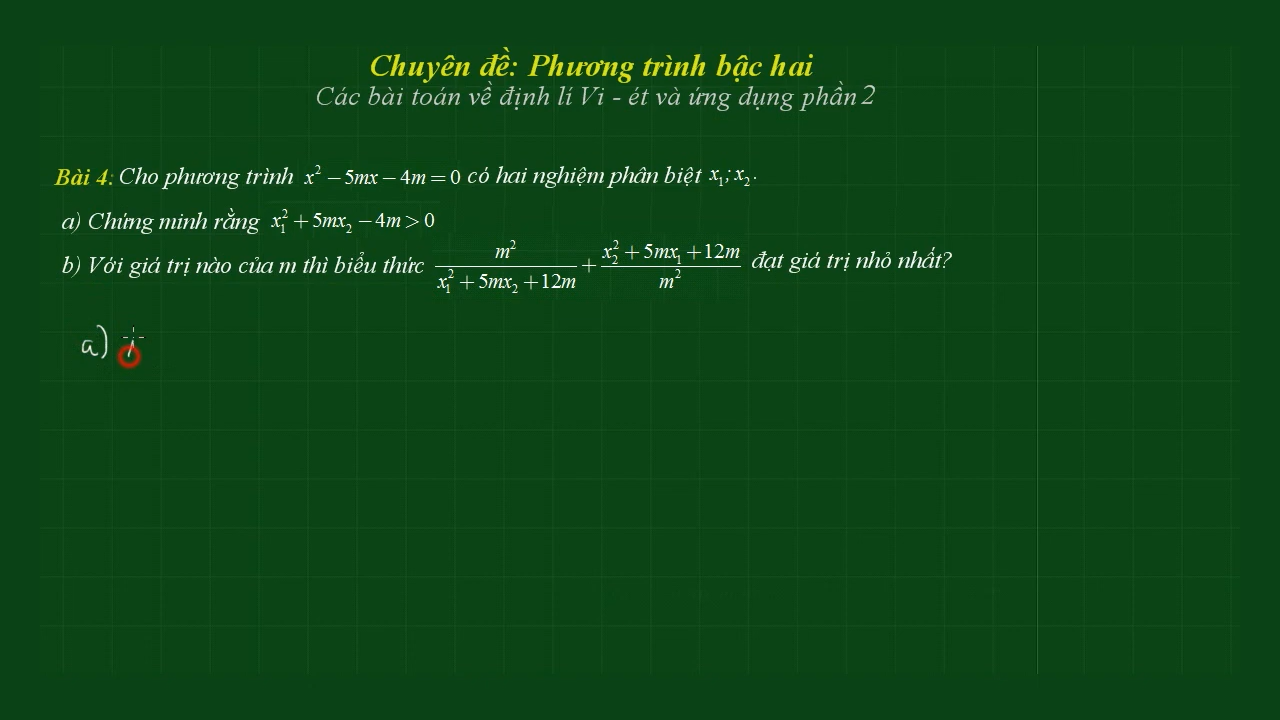 Chuyên đề: Phương trình bậc hai
Các bài toán về định lí Vi - ét và ứng dụng phần 2
Bài 4: Cho phương trình x² − 5mx − 4m = 0 có hai nghiệm phân biệt x₁; x₂.
a) Chứng minh rằng x₁² + 5mx₂ − 4m > 0
b) Với giá trị nào của m thì biểu thức m² / (x₁² + 5mx₂ + 12m) + (x₂² + 5mx₁ + 12m) / m² đạt giá trị nhỏ nhất?
a)